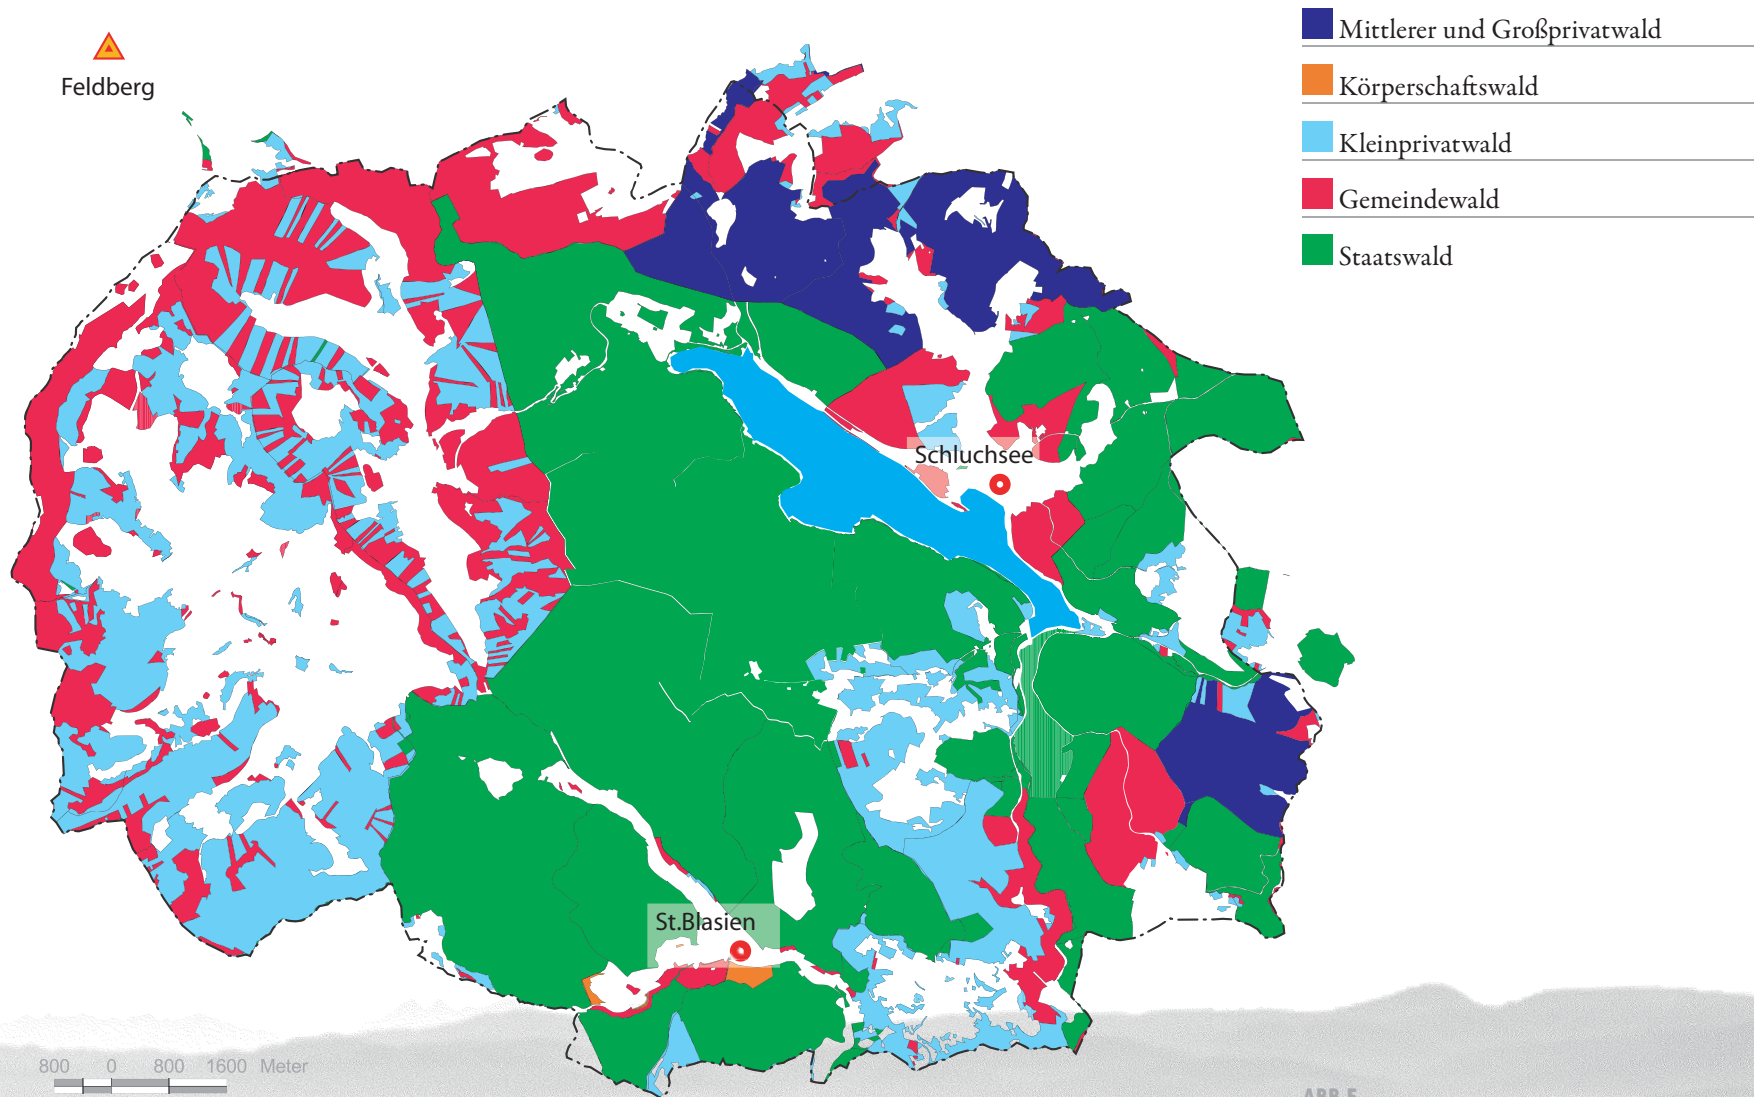 Mittlerer und Großprivatwald
Körperschaftswald
Kleinprivatwald
Gemeindewald
Staatswald
Feldberg
Schluchsee
St.Blasien
800 0 800 1600 Meter